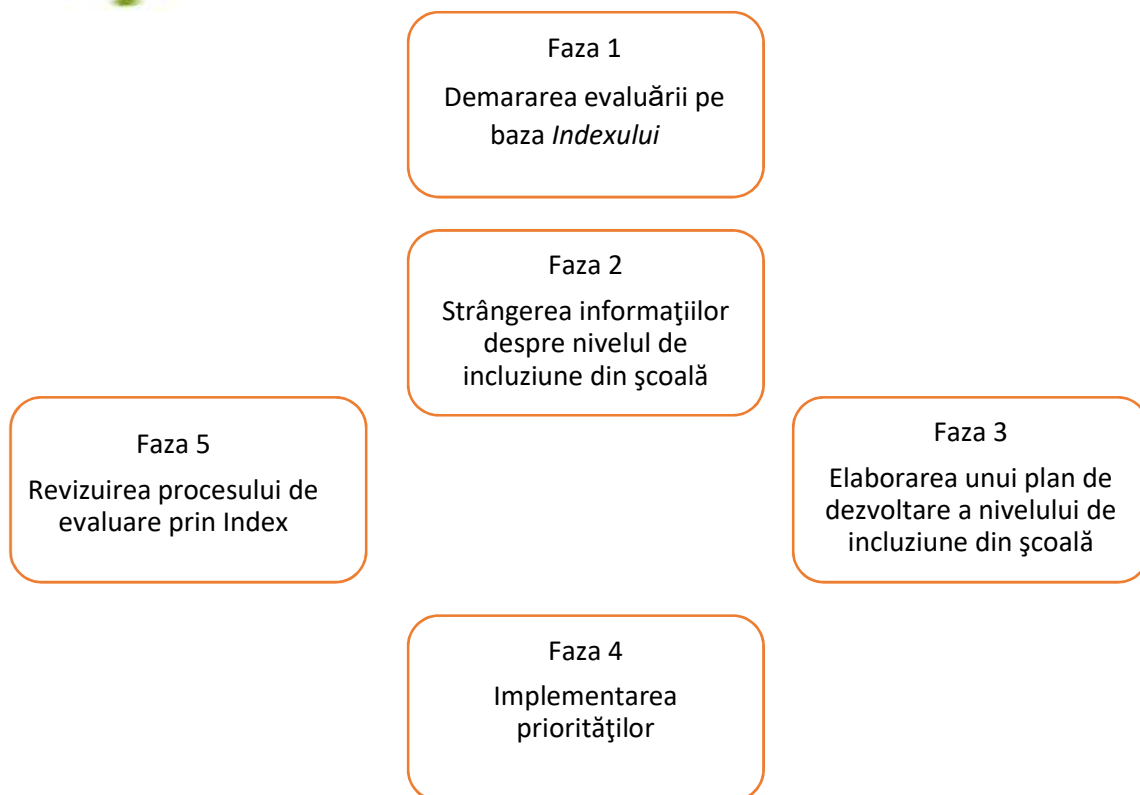 Faza 1
Demararea evaluării pe
baza Indexului
Faza 2
Strângerea informaţiilor
despre nivelul de
incluziune din şcoală
Faza 5
Revizuirea procesului de
evaluare prin Index
Faza 3
Elaborarea unui plan de
dezvoltare a nivelului de
incluziune din şcoală
Faza 4
Implementarea
priorităţilor